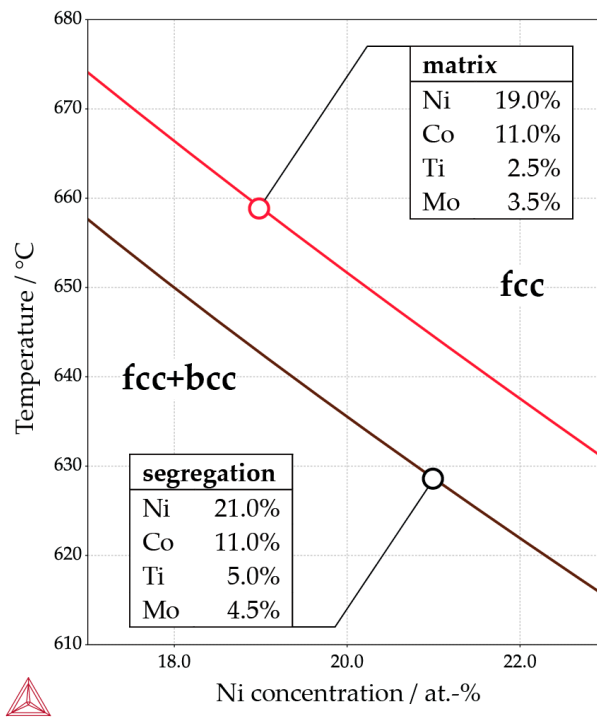 680
670
660
650
640
630
620
610
Temperature / °C
matrix
Ni 19.0%
Co 11.0%
Ti 2.5%
Mo 3.5%
fcc
fcc+bcc
segregation
Ni 21.0%
Co 11.0%
Ti 5.0%
Mo 4.5%
18.0 20.0 22.0
Ni concentration / at.-%